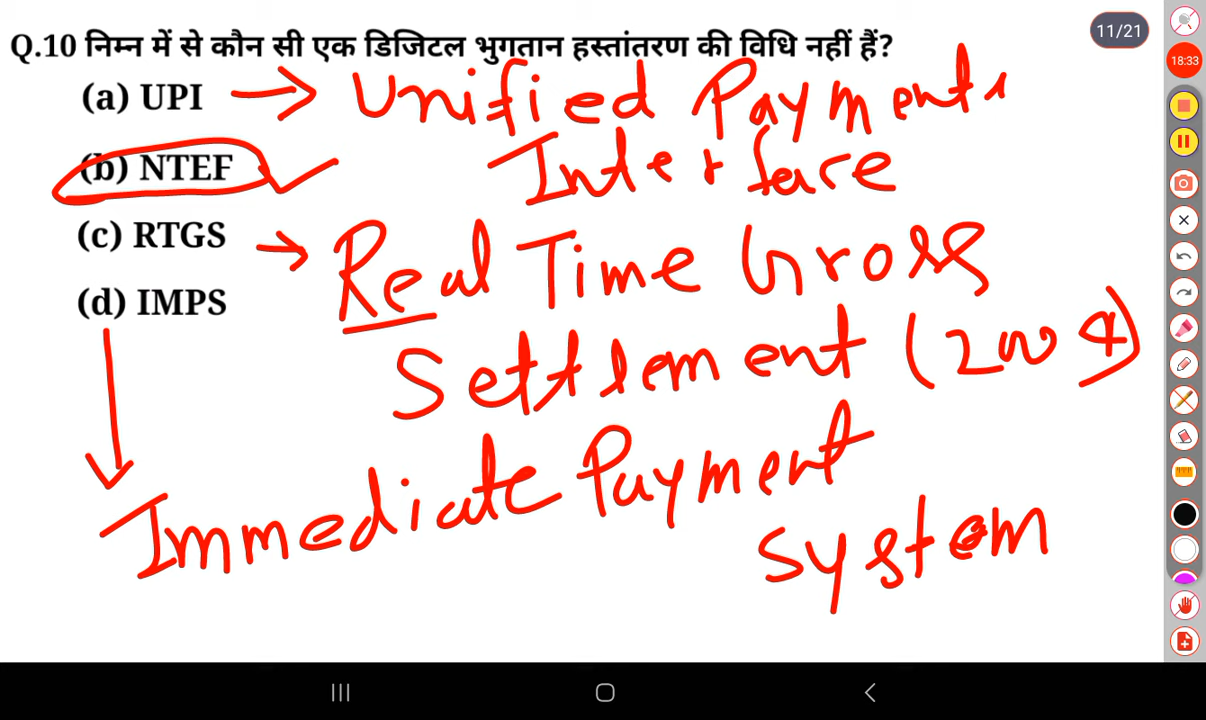 Q.10 निम्न में से कौन सी एक डिजिटल भुगतान हस्तांतरण की विधि नहीं हैं?
11/21
18:33
(a) UPI → Unified Payments
Interface
(b) NTEF
(c) RTGS → Real Time Gross
Settlement (2004)
(d) IMPS
Immediate Payment
System